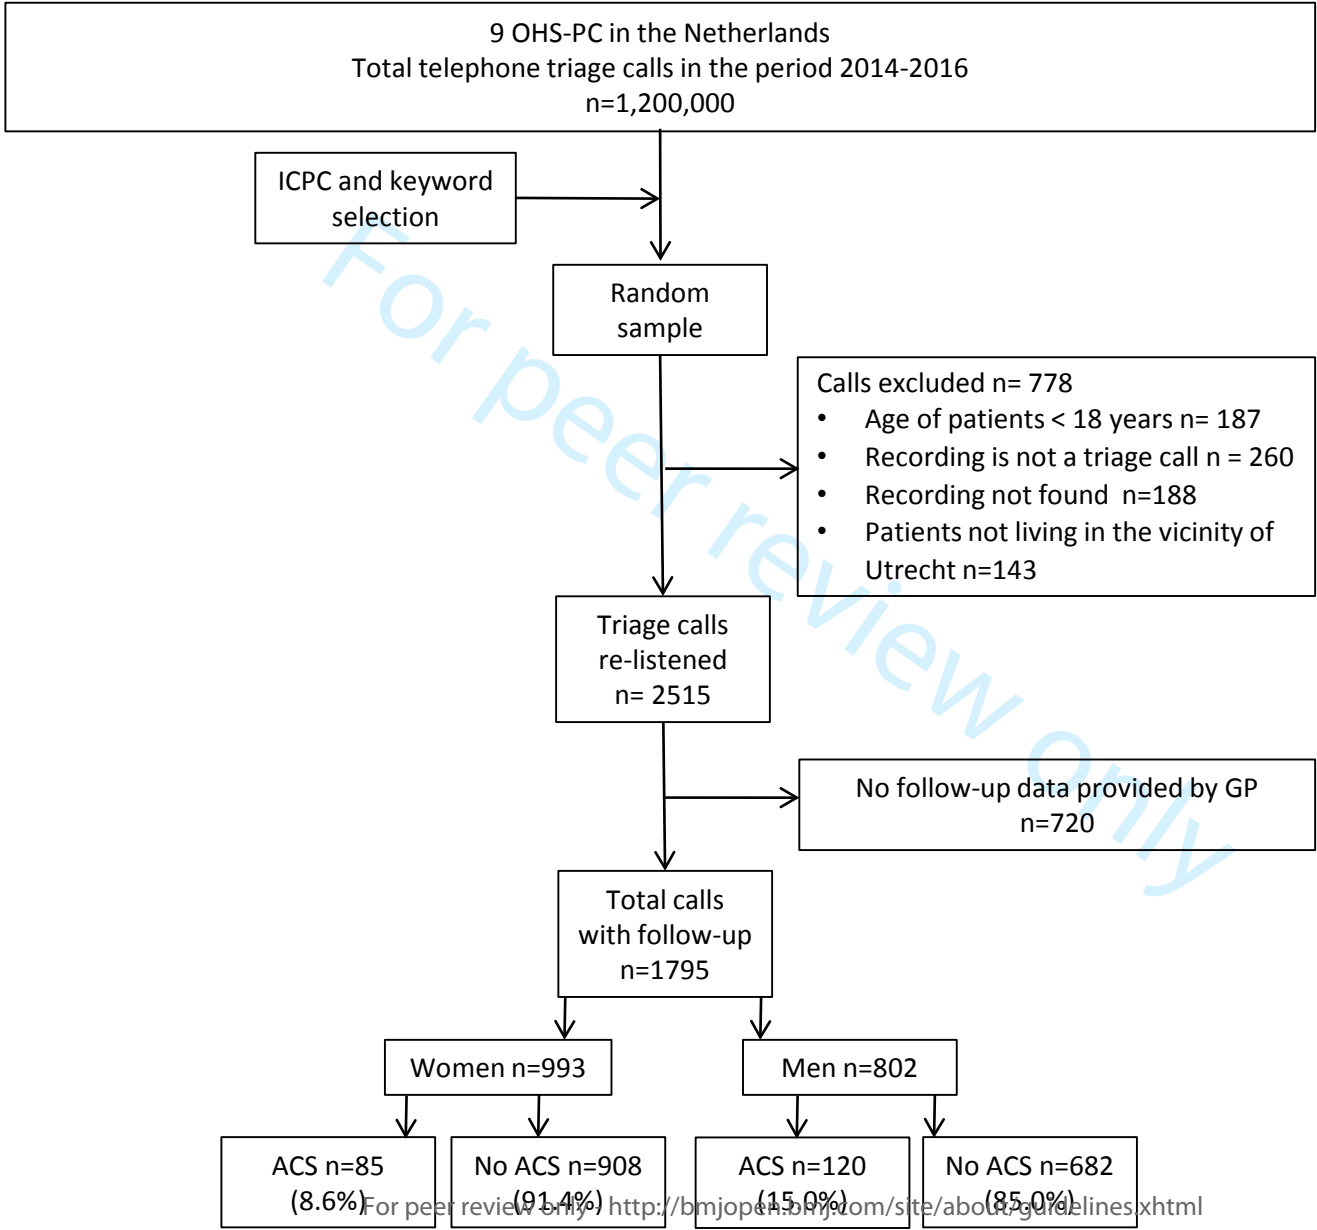 9 OHS-PC in the Netherlands
Total telephone triage calls in the period 2014-2016
n=1,200,000
ICPC and keyword
selection
Random
sample
Calls excluded n= 778
• Age of patients < 18 years n= 187
• Recording is not a triage call n = 260
• Recording not found n=188
• Patients not living in the vicinity of
Utrecht n=143
Triage calls
re-listened
n= 2515
No follow-up data provided by GP
n=720
Total calls
with follow-up
n=1795
Women n=993
Men n=802
ACS n=85
(8.6%)
No ACS n=908
(91.4%)
ACS n=120
(15.0%)
No ACS n=682
(85.0%)
For peer review only - http://bmjopen.bmj.com/site/about/guidelines.xhtml
For peer review only